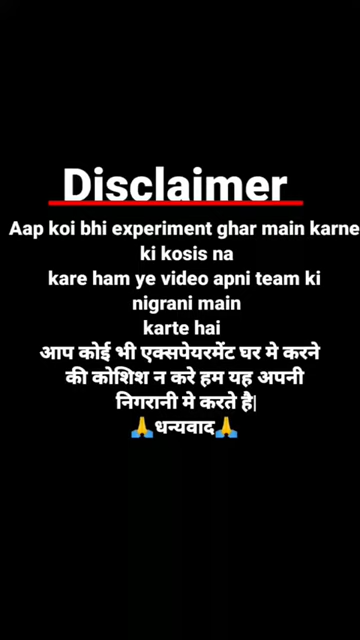 Disclaimer
Aap koi bhi experiment ghar main karne
ki kosis na
kare ham ye video apni team ki
nigrani main
karte hai
आप कोई भी एक्सपेयरमेंट घर मे करने
की कोशिश न करे हम यह अपनी
निगरानी मे करते है|
🙏धन्यवाद🙏